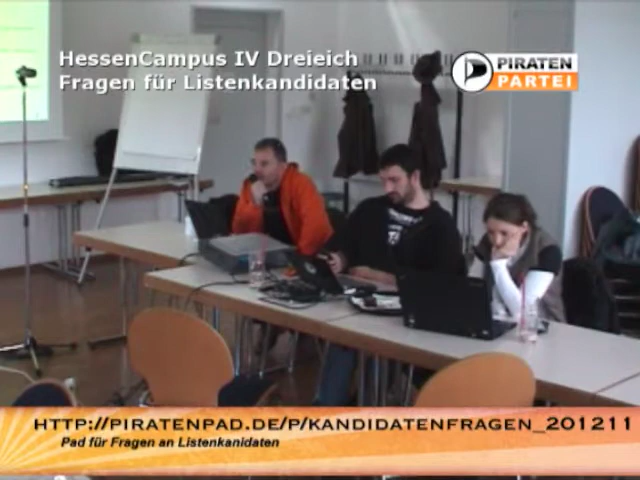 HessenCampus IV Dreieich
Fragen für Listenkandidaten
PIRATEN
PARTEI
HTTP://PIRATENPAD.DE/P/KANDIDATENFRAGEN_201211
Pad für Fragen an Listenkanidaten